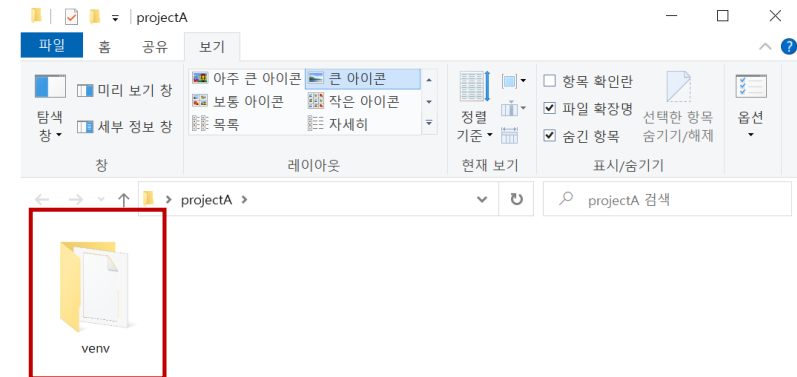 projectA
파일 홈 공유 보기
미리 보기 창
세부 정보 창
탐색
창
창
아주 큰 아이콘 큰 아이콘
보통 아이콘 작은 아이콘
목록 자세히
레이아웃
정렬
기준
현재 보기
항목 확인란
파일 확장명
숨긴 항목
선택한 항목
숨기기/해제
표시/숨기기
옵션
projectA
projectA 검색
venv